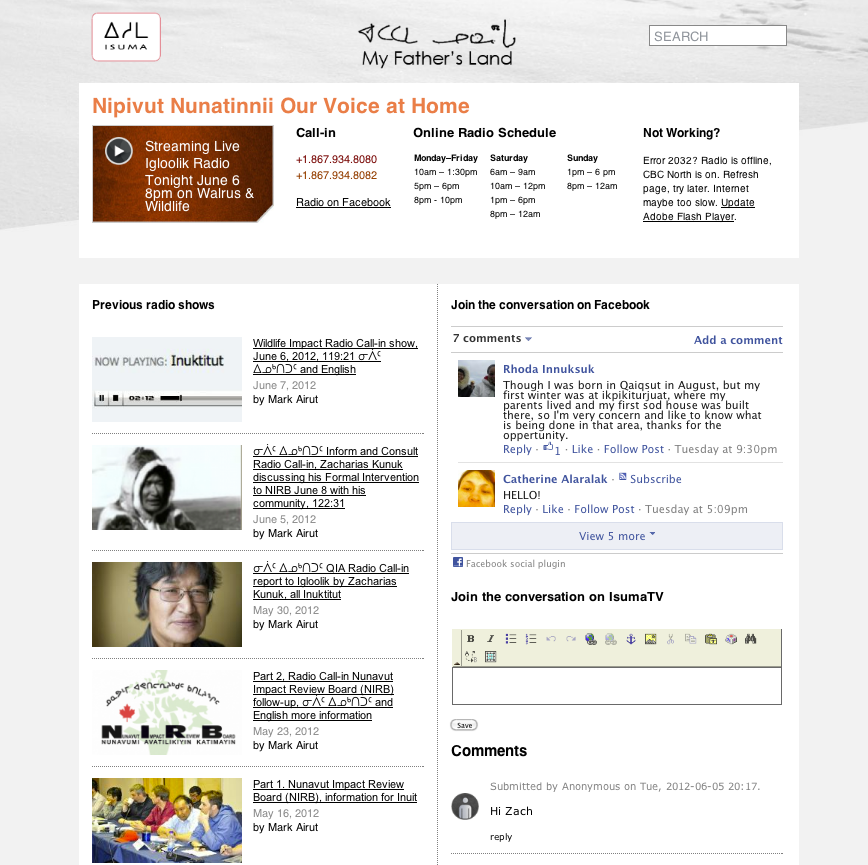 ᐃᓱᒪ
ISUMA
ᐊᑖᑕᒪ ᓄᓇᖓ
My Father's Land
SEARCH
Nipivut Nunatinnii Our Voice at Home
Streaming Live
Igloolik Radio
Tonight June 6
8pm on Walrus &
Wildlife
Call-in
+1.867.934.8080
+1.867.934.8082
Radio on Facebook
Online Radio Schedule
Monday–Friday
10am – 1:30pm
5pm – 6pm
8pm - 10pm
Saturday
6am – 9am
10am – 12pm
1pm – 6pm
8pm – 12am
Sunday
1pm – 6 pm
8pm – 12am
Not Working?
Error 2032? Radio is offline,
CBC North is on. Refresh
page, try later. Internet
maybe too slow. Update
Adobe Flash Player.
Previous radio shows
NOW PLAYING: Inuktitut
02:12
Wildlife Impact Radio Call-in show,
June 6, 2012, 119:21 ᓂᐲᑦ
ᐃᓄᒃᑎᑐᑦ and English
June 7, 2012
by Mark Airut
ᓂᐲᑦ ᐃᓄᒃᑎᑐᑦ Inform and Consult
Radio Call-in, Zacharias Kunuk
discussing his Formal Intervention
to NIRB June 8 with his
community, 122:31
June 5, 2012
by Mark Airut
ᓂᐲᑦ ᐃᓄᒃᑎᑐᑦ QIA Radio Call-in
report to Igloolik by Zacharias
Kunuk, all Inuktitut
May 30, 2012
by Mark Airut
NIRB
NUNAVUT IMPACT REVIEW BOARD
NUNAVUMI AVATILIKIYIN KATIMAYIN
Part 2, Radio Call-in Nunavut
Impact Review Board (NIRB)
follow-up, ᓂᐲᑦ ᐃᓄᒃᑎᑐᑦ and
English more information
May 23, 2012
by Mark Airut
Part 1. Nunavut Impact Review
Board (NIRB), information for Inuit
May 16, 2012
by Mark Airut
Join the conversation on Facebook
7 comments
Add a comment
Rhoda Innuksuk
Though I was born in Qaiqsut in August, but my
first winter was at ikpikiturjuat, where my
parents lived and my first sod house was built
there, so I'm very concern and like to know what
is being done in that area, thanks for the
oppertunity.
Reply · 1 · Like · Follow Post · Tuesday at 9:30pm
Catherine Alaralak · Subscribe
HELLO!
Reply · Like · Follow Post · Tuesday at 5:09pm
View 5 more
Facebook social plugin
Join the conversation on IsumaTV
B I
Save
Comments
Submitted by Anonymous on Tue, 2012-06-05 20:17.
Hi Zach
reply